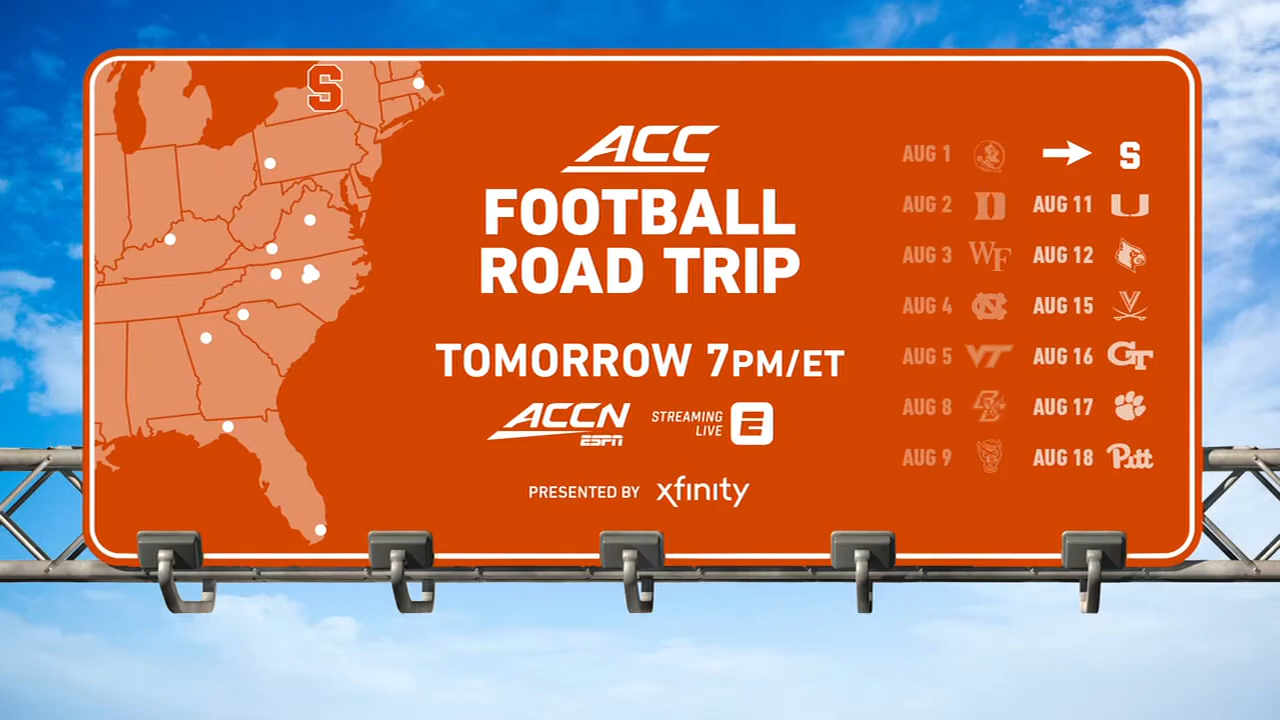 S
ACC
FOOTBALL
ROAD TRIP
TOMORROW 7PM/ET
ACCN
ESPN
STREAMING
LIVE
E
PRESENTED BY xfinity
AUG 1
AUG 2 D
AUG 3 WF
AUG 4 NC
AUG 5 VT
AUG 8 BC
AUG 9
S
AUG 11 U
AUG 12
AUG 15 V
AUG 16 GT
AUG 17
AUG 18 Pitt